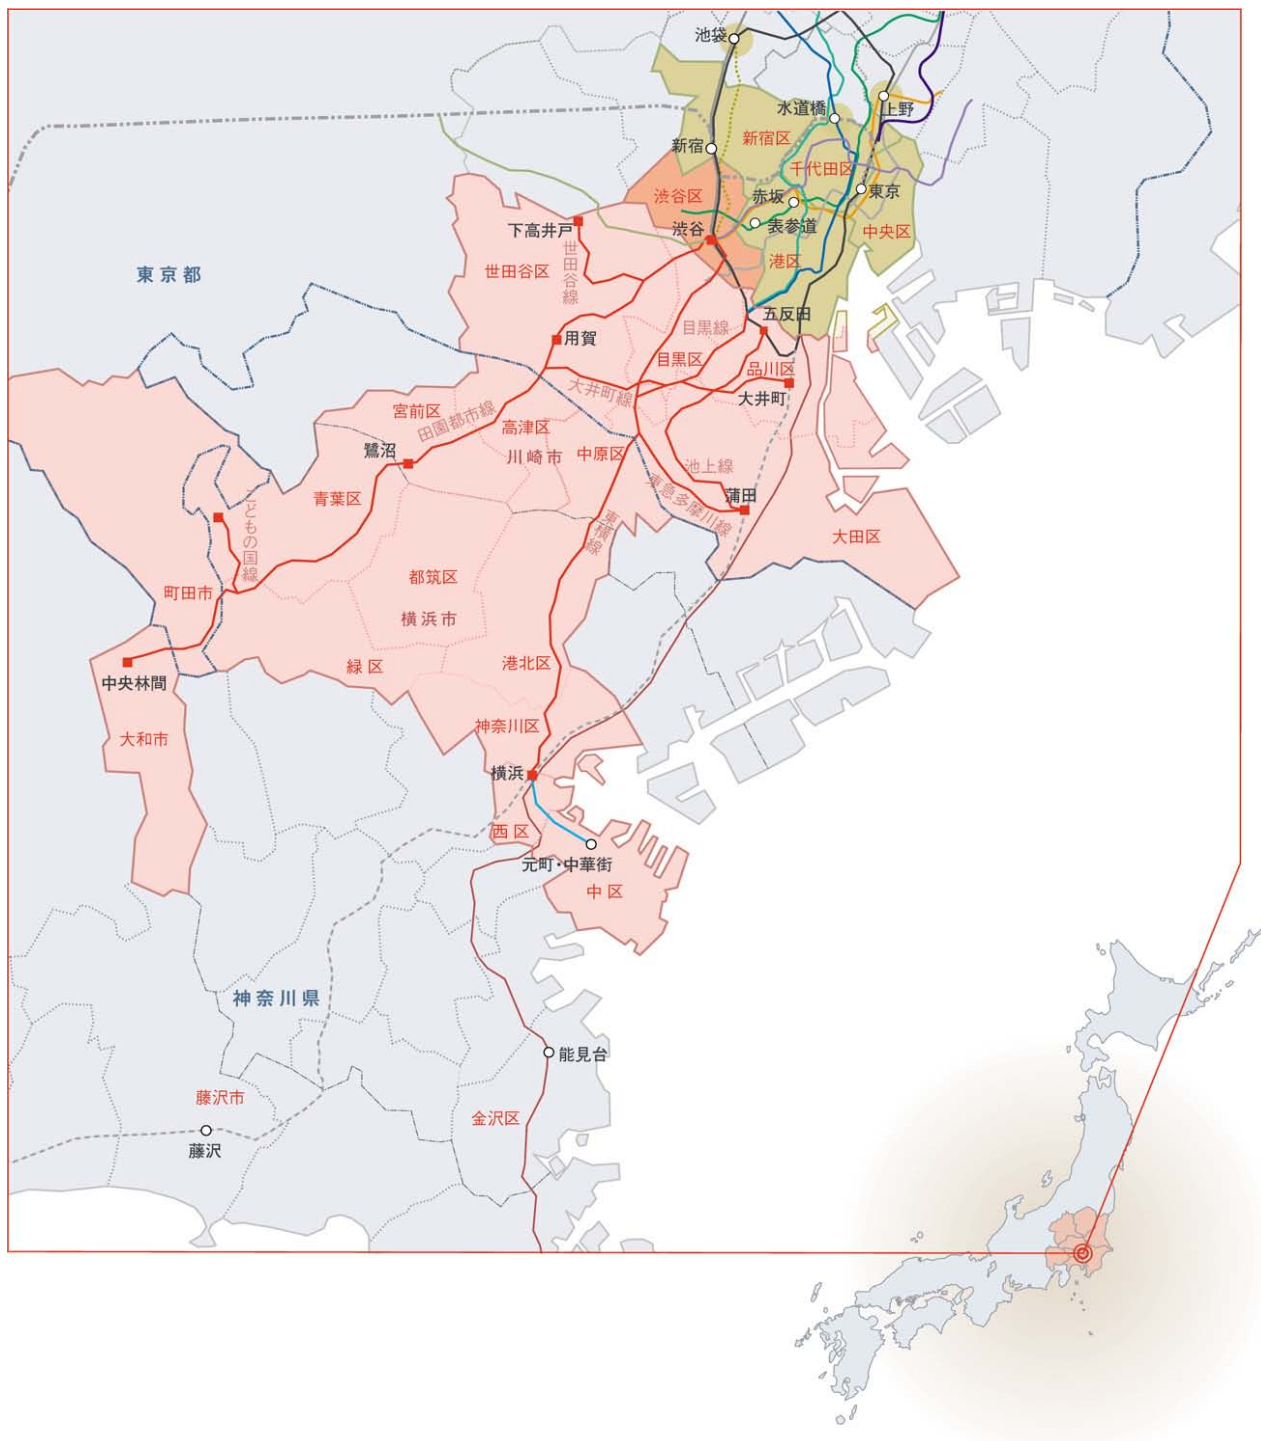 池袋
水道橋
上野
新宿
新宿区
千代田区
渋谷区
赤坂
東京
渋谷
表参道
中央区
下高井戸
港区
世田谷線
世田谷区
東京都
五反田
目黒線
用賀
目黒区
品川区
大井町線
大井町
宮前区
田園都市線
高津区
鷺沼
川崎市
中原区
池上線
東急多摩川線
蒲田
青葉区
こどもの国線
東横線
大田区
都筑区
町田市
横浜市
緑区
港北区
中央林間
神奈川区
大和市
横浜
西区
元町・中華街
中区
神奈川県
能見台
藤沢市
金沢区
藤沢